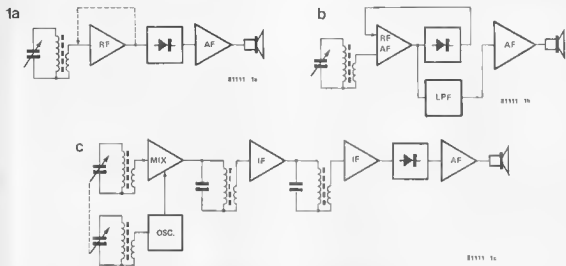 1a
RF
AF
81111 1a
b
RF
AF
LPF
AF
81111 1b
c
MIX
IF
IF
AF
OSC.
81111 1c